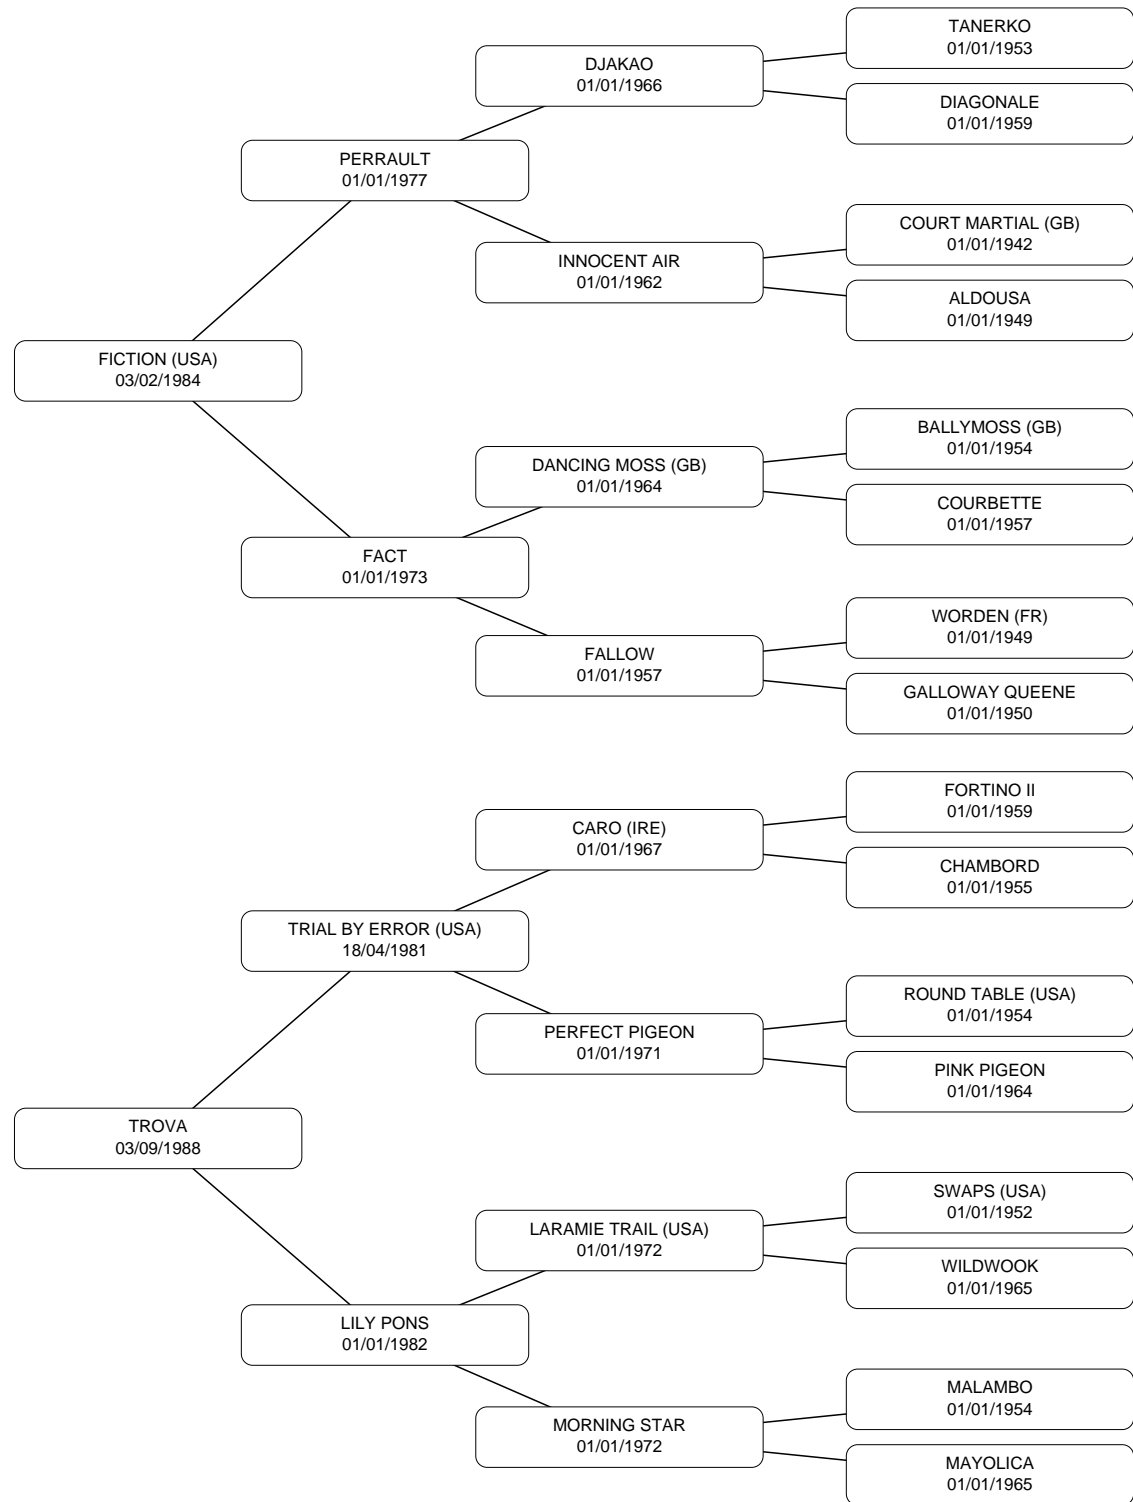 TANERKO
01/01/1953
DJAKAO
01/01/1966
DIAGONALE
01/01/1959
PERRAULT
01/01/1977
COURT MARTIAL (GB)
01/01/1942
INNOCENT AIR
01/01/1962
ALDOUSA
01/01/1949
FICTION (USA)
03/02/1984
BALLYMOSS (GB)
01/01/1954
DANCING MOSS (GB)
01/01/1964
COURBETTE
01/01/1957
FACT
01/01/1973
WORDEN (FR)
01/01/1949
FALLOW
01/01/1957
GALLOWAY QUEENE
01/01/1950
FORTINO II
01/01/1959
CARO (IRE)
01/01/1967
CHAMBORD
01/01/1955
TRIAL BY ERROR (USA)
18/04/1981
ROUND TABLE (USA)
01/01/1954
PERFECT PIGEON
01/01/1971
PINK PIGEON
01/01/1964
TROVA
03/09/1988
SWAPS (USA)
01/01/1952
LARAMIE TRAIL (USA)
01/01/1972
WILDWOOK
01/01/1965
LILY PONS
01/01/1982
MALAMBO
01/01/1954
MORNING STAR
01/01/1972
MAYOLICA
01/01/1965